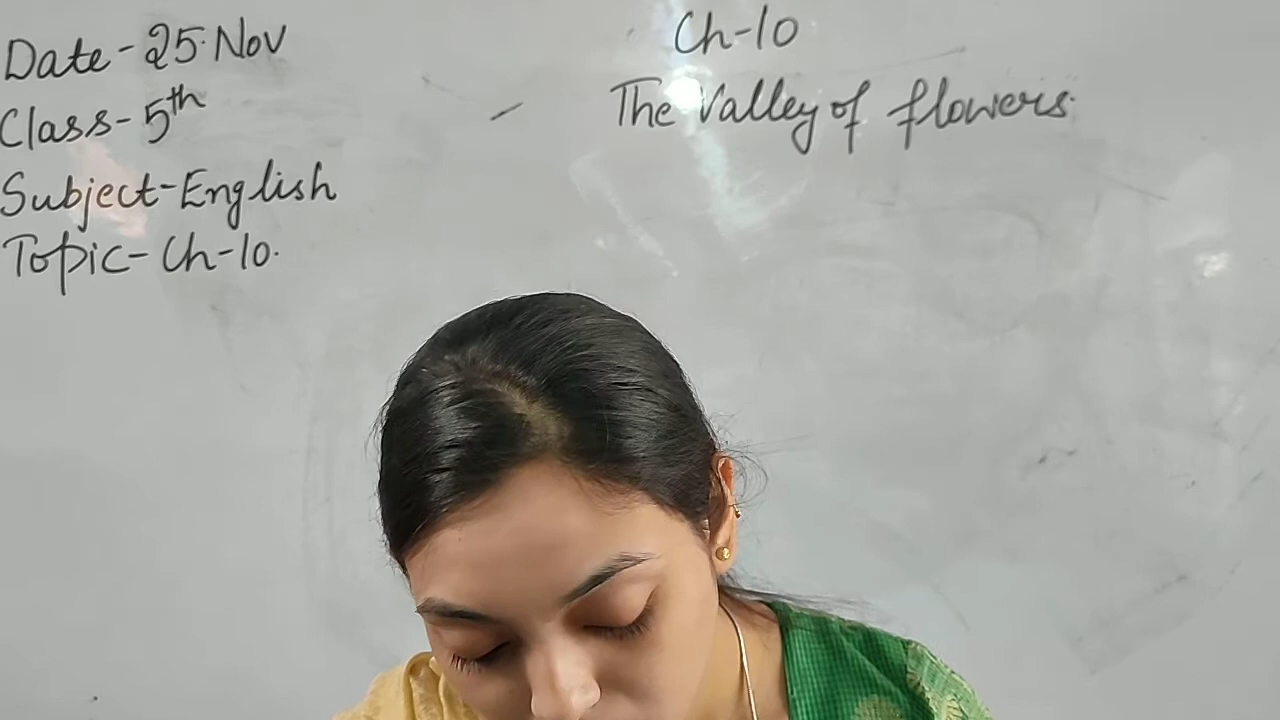 Date-25.Nov
Class-5th
Subject-English
Topic-Ch-10.
Ch-10
The Valley of flowers.